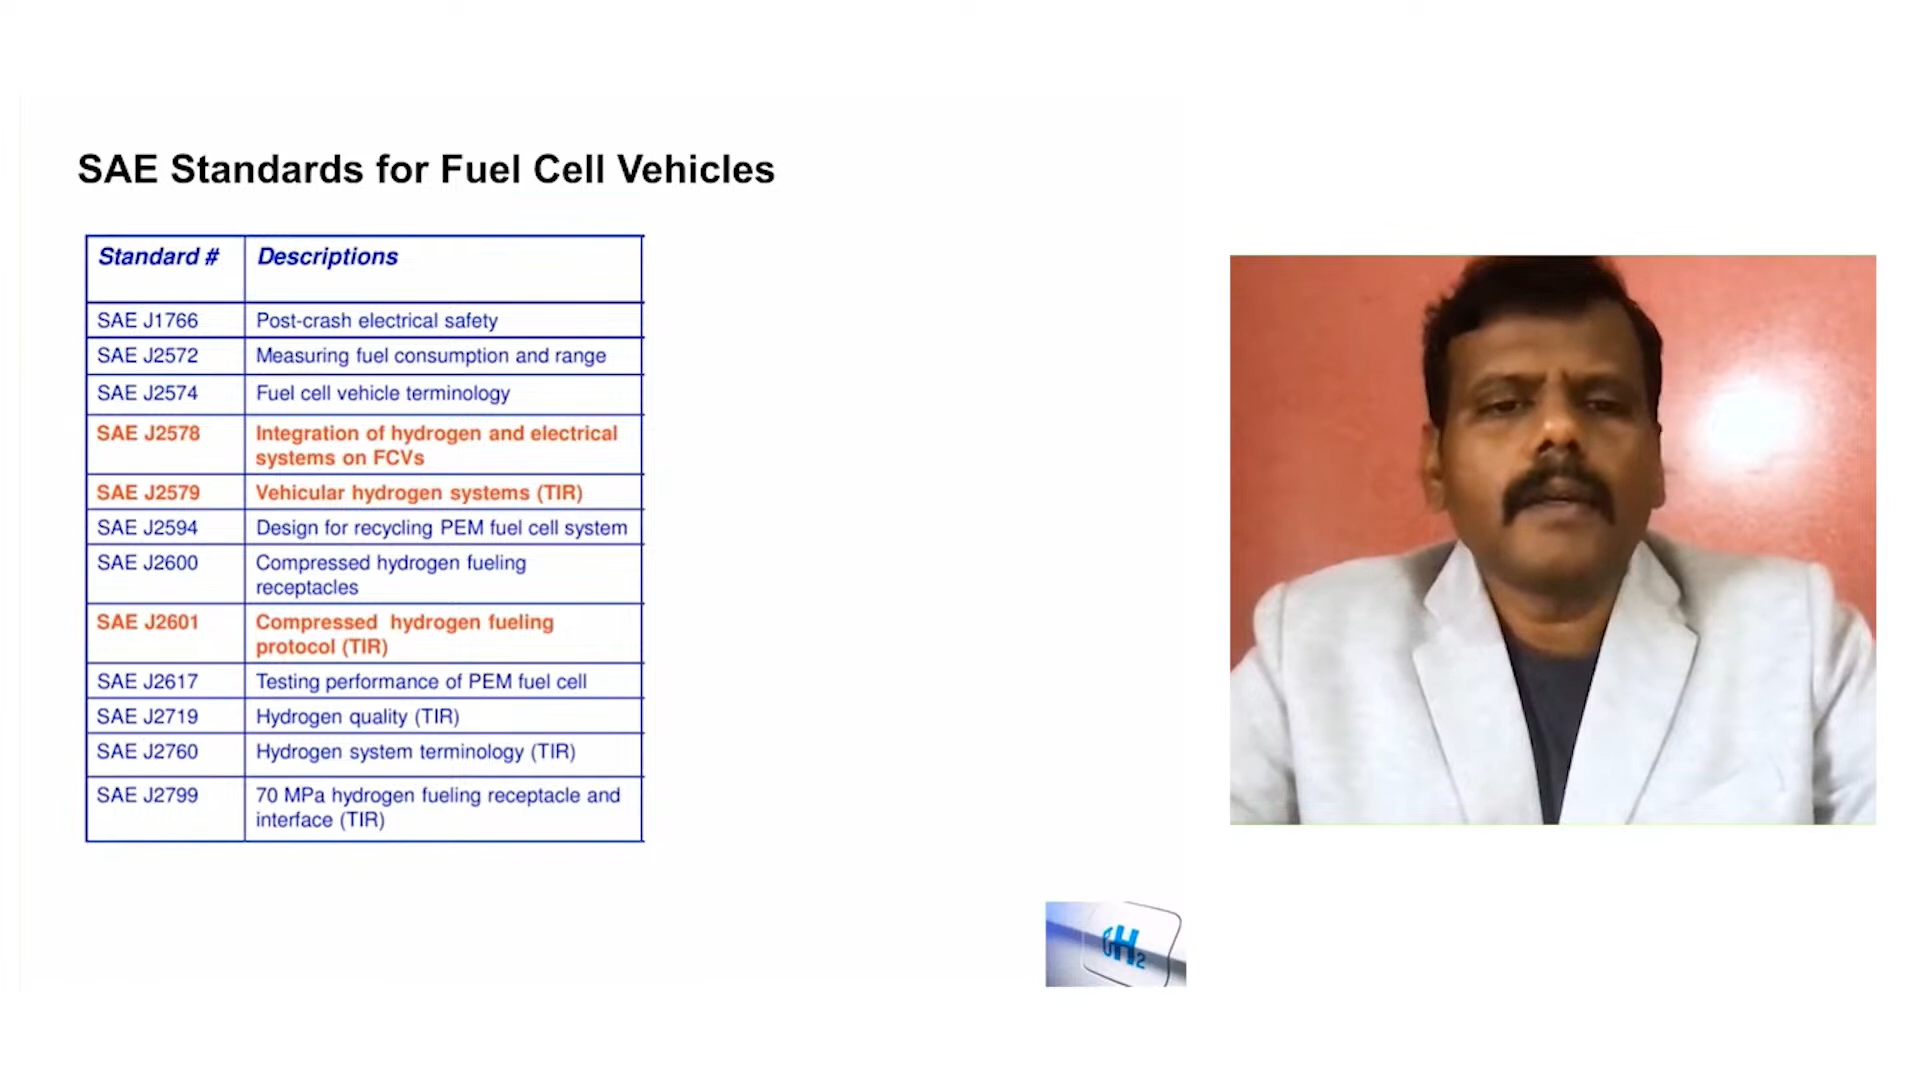 SAE Standards for Fuel Cell Vehicles
Standard # Descriptions
SAE J1766 Post-crash electrical safety
SAE J2572 Measuring fuel consumption and range
SAE J2574 Fuel cell vehicle terminology
SAE J2578 Integration of hydrogen and electrical
systems on FCVs
SAE J2579 Vehicular hydrogen systems (TIR)
SAE J2594 Design for recycling PEM fuel cell system
SAE J2600 Compressed hydrogen fueling
receptacles
SAE J2601 Compressed hydrogen fueling
protocol (TIR)
SAE J2617 Testing performance of PEM fuel cell
SAE J2719 Hydrogen quality (TIR)
SAE J2760 Hydrogen system terminology (TIR)
SAE J2799 70 MPa hydrogen fueling receptacle and
interface (TIR)
H2